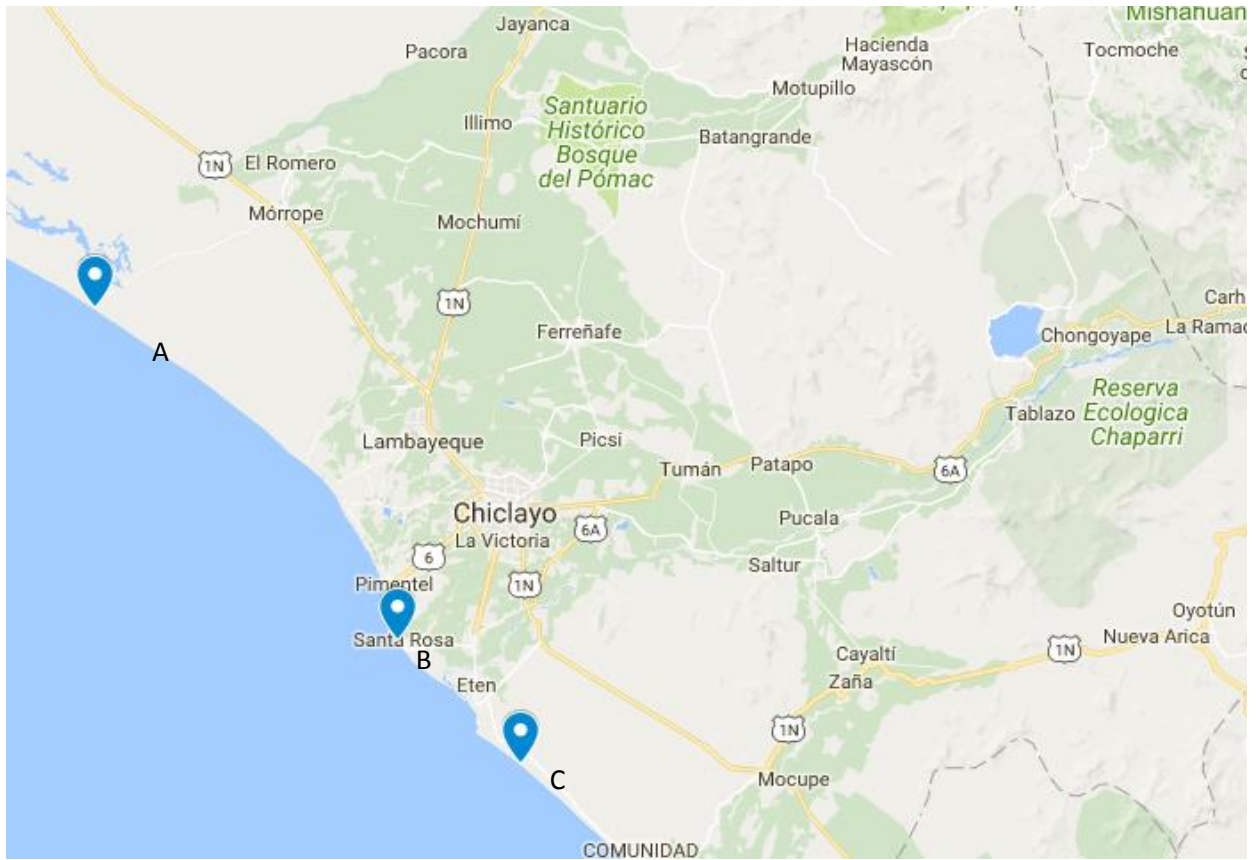 Jayanca
Mishahuan
Pacora
Hacienda
Mayascón
Tocmoche
Motupillo
Santuario
Histórico
Bosque
del Pómac
Illimo
Batangrande
1N
El Romero
Mórrope
Mochumí
1N
Carh
Ferreñafe
Chongoyape
La Ramad
A
Reserva
Ecologica
Chaparri
Tablazo
Lambayeque
Picsi
Tumán
Patapo
6A
Chiclayo
La Victoria
6A
Pucala
6
Saltur
Pimentel
1N
Oyotún
Santa Rosa
B
Nueva Arica
1N
Cayaltí
Zaña
Eten
1N
C
Mocupe
COMUNIDAD